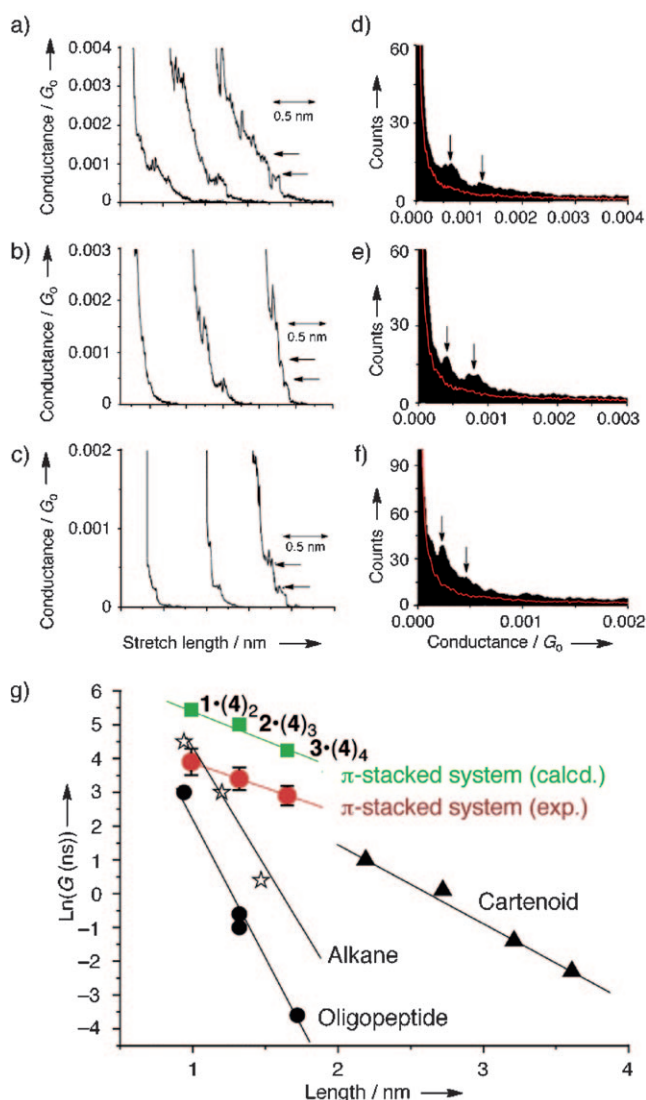 a)
Conductance / G₀
0.004
0.003
0.002
0.001
0
0.5 nm
b)
Conductance / G₀
0.003
0.002
0.001
0
0.5 nm
c)
Conductance / G₀
0.002
0.001
0
0.5 nm
Stretch length / nm
d)
Counts
60
30
0
0.000 0.001 0.002 0.003 0.004
e)
Counts
60
30
0
0.000 0.001 0.002 0.003
f)
Counts
90
60
30
0
0.000 0.001 0.002
Conductance / G₀
g)
Ln(G (ns))
6
5
4
3
2
1
0
−1
−2
−3
−4
1•(4)₂
2•(4)₃
3•(4)₄
π-stacked system (calcd.)
π-stacked system (exp.)
Cartenoid
Alkane
Oligopeptide
1 2 3 4
Length / nm